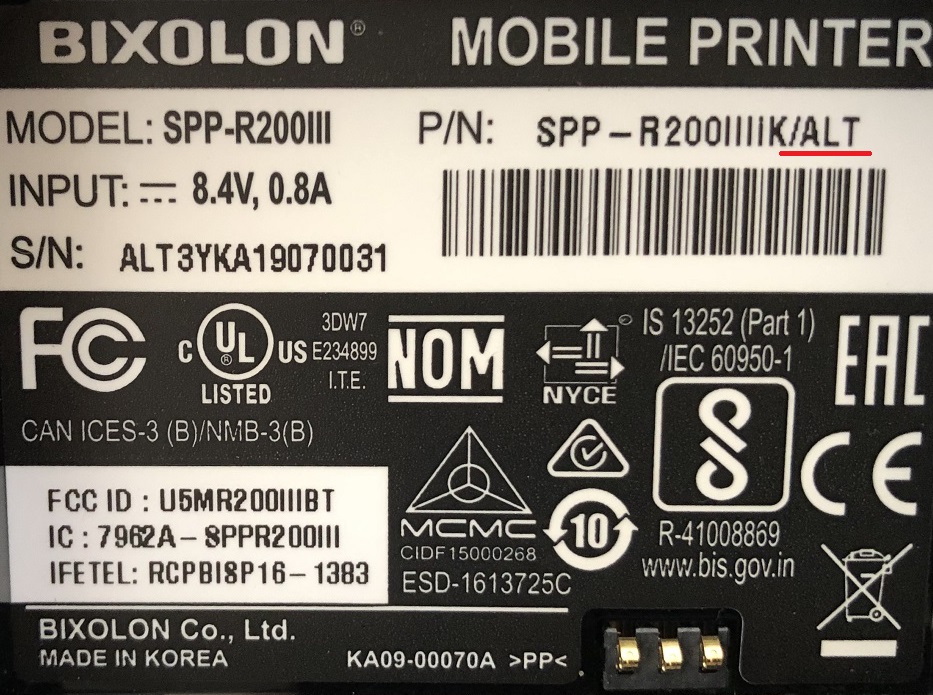 BIXOLON® MOBILE PRINTER
MODEL: SPP-R200III
P/N: SPP-R200IIIiK/ALT
INPUT: ⎓ 8.4V, 0.8A
S/N: ALT3YKA19070031
FC
C UL® US
LISTED
3DW7
E234899
I.T.E.
NOM
NYCE
IS 13252 (Part 1)
/IEC 60950-1
EAC
CAN ICES-3 (B)/NMB-3(B)
CE
R-41008869
www.bis.gov.in
MCMC
CIDF15000268
10
ESD-1613725C
FCC ID : U5MR200IIIBT
IC : 7962A-SPPR200III
IFETEL: RCPBISP16-1383
BIXOLON Co., Ltd.
MADE IN KOREA
KA09-00070A >PP<